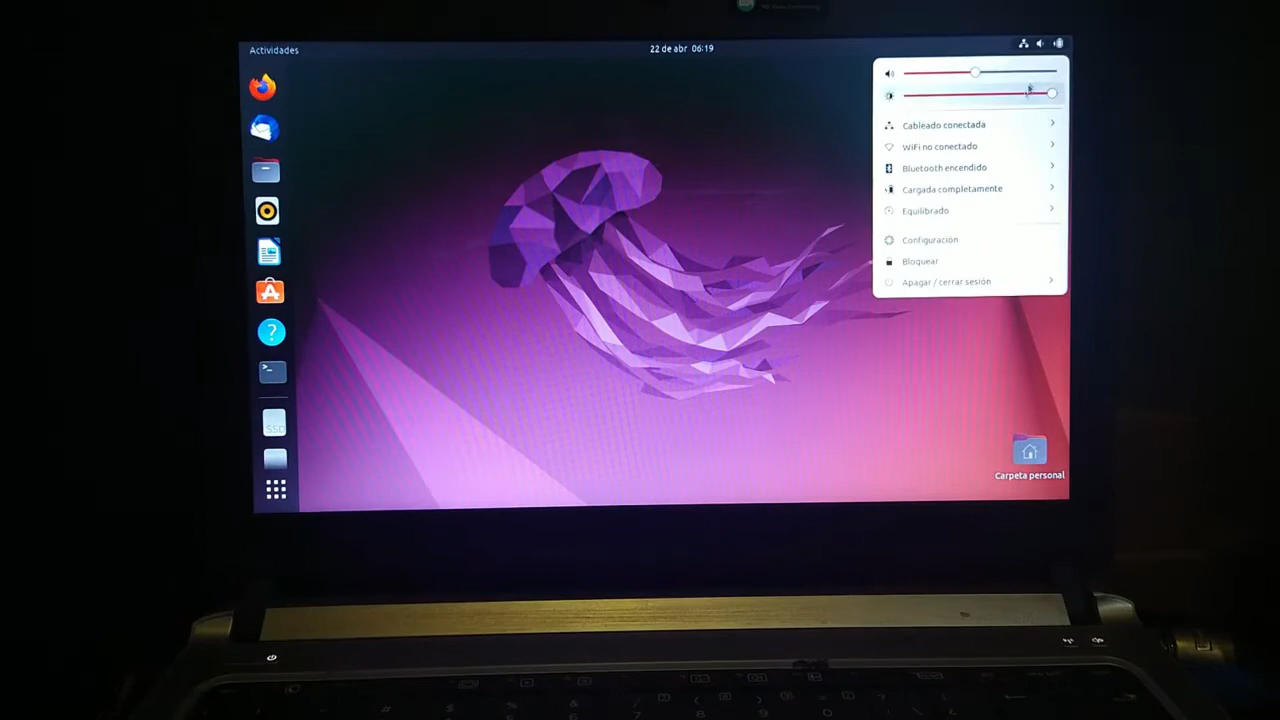 Actividades
22 de abr 06:19
Cableado conectada
WiFi no conectado
Bluetooth encendido
Cargada completamente
Equilibrado
Configuración
Bloquear
Apagar / cerrar sesión
?
>_
SSD
Carpeta personal